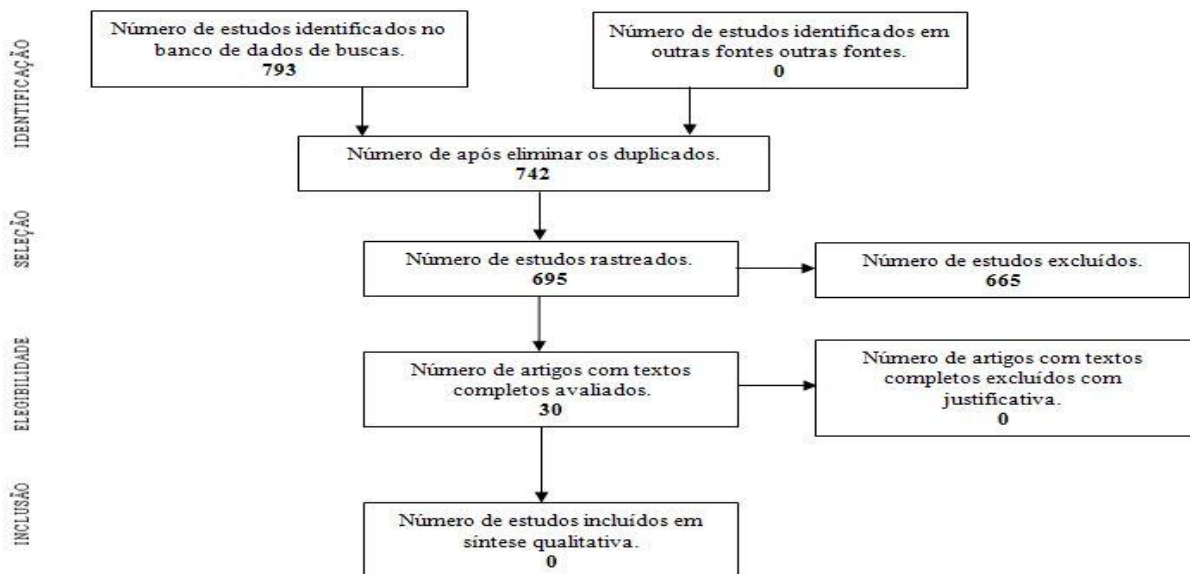 IDENTIFICAÇÃO
Número de estudos identificados no
banco de dados de buscas.
793
Número de estudos identificados em
outras fontes outras fontes.
0
Número de após eliminar os duplicados.
742
SELEÇÃO
Número de estudos rastreados.
695
Número de estudos excluídos.
665
ELEGIBILIDADE
Número de artigos com textos
completos avaliados.
30
Número de artigos com textos
completos excluídos com
justificativa.
0
INCLUSÃO
Número de estudos incluídos em
síntese qualitativa.
0